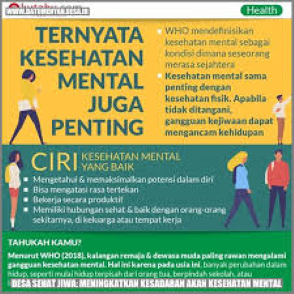 Health
TERNYATA
KESEHATAN
MENTAL
JUGA
PENTING
• WHO mendefinisikan
kesehatan mental sebagai
kondisi dimana seseorang
merasa sejahtera
• Kesehatan mental sama
penting dengan
kesehatan fisik. Apabila
tidak ditangani,
gangguan kejiwaan dapat
mengancam kehidupan
CIRI KESEHATAN MENTAL
YANG BAIK
• Mengetahui & maksimalkan potensi dalam diri
• Bisa mengatasi rasa tertekan
• Bekerja secara produktif
• Memiliki hubungan sehat & baik dengan orang-orang
sekitarnya, di keluarga atau tempat kerja
TAHUKAH KAMU?
Menurut WHO (2018), kalangan remaja & dewasa muda paling rawan mengalami
gangguan kesehatan mental. Hal ini karena pada usia ini, banyak perubahan dalam
hidup, seperti mulai hidup terpisah dari orang tua, berpindah sekolah, atau
DESA SEHAT JIWA: MENINGKATKAN KESADARAN AKAN KESEHATAN MENTAL